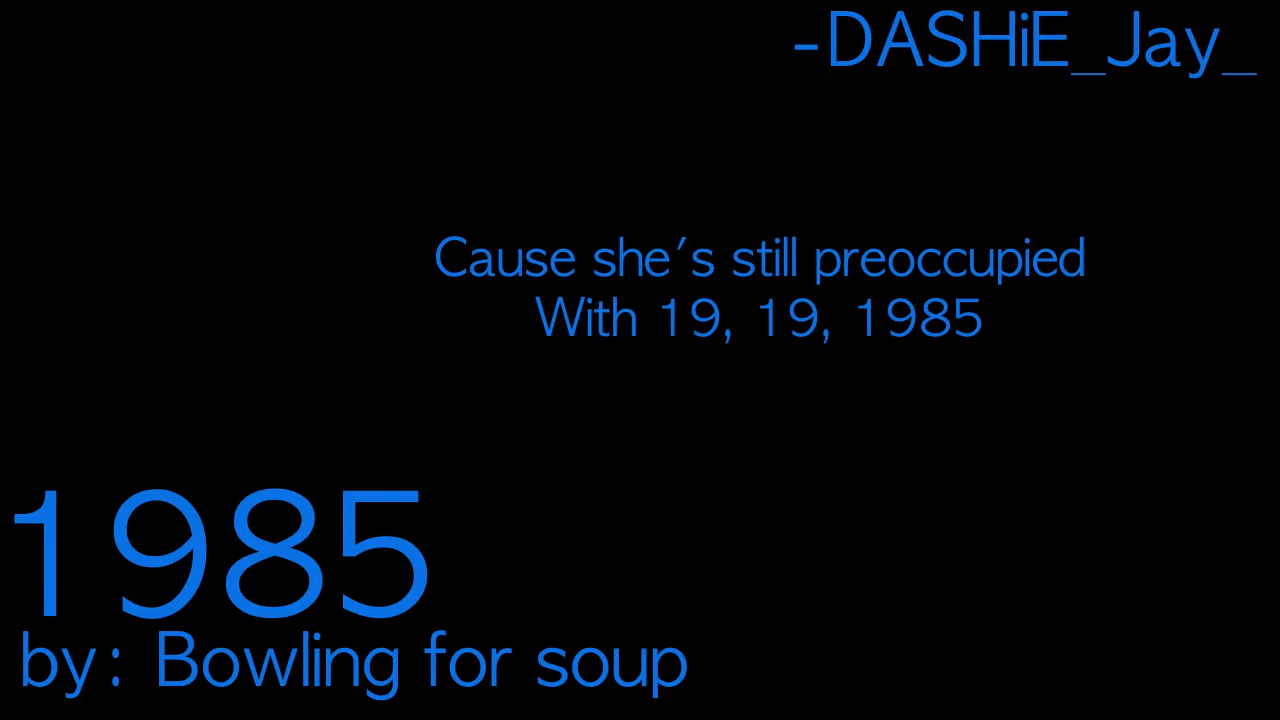 -DASHiE_Jay_
Cause she's still preoccupied
With 19, 19, 1985
1985
by: Bowling for soup